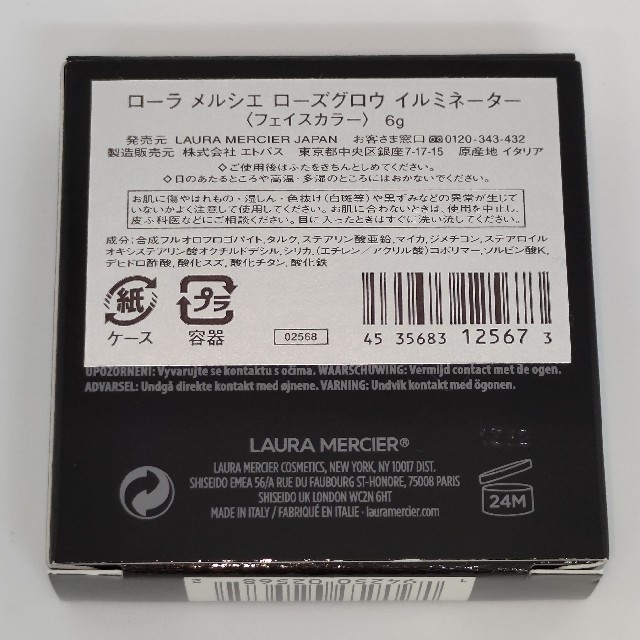 ローラ メルシエ ローズグロウ イルミネーター
〈フェイスカラー〉 6g
発売元 LAURA MERCIER JAPAN お客さま窓口 0120-343-432
製造販売元 株式会社 エトバス 東京都中央区銀座7-17-15 原産地 イタリア
◇ご使用後はふたをきちんとしめてください。
◇日のあたるところや高温・多湿のところにはおかないでください。
お肌に傷やはれもの・湿しん・色抜け(白斑等)や黒ずみなどの異常が生じて
いないかよく注意して使用してください。お肌に合わないときは、使用を中止し、
皮ふ科医などにご相談ください。目に入ったときはすぐに洗い流してください。
成分:合成フルオロフロゴパイト、タルク、ステアリン酸亜鉛、マイカ、ジメチコン、ステアロイル
オキシステアリン酸オクチルドデシル、シリカ、(エチレン/アクリル酸)コポリマー、ソルビン酸K、
デヒドロ酢酸、酸化スズ、酸化チタン、酸化鉄
紙
ケース
プラ
容器
02568
45 35683 12567 3
UPOZORNENI: Vyvarujte se kontaktu s očima. WAARSCHUWING: Vermijd contact met de ogen.
ADVARSEL: Undgå direkte kontakt med øjnene. VARNING: Undvik kontakt med ögonen.
LAURA MERCIER®
LAURA MERCIER COSMETICS, NEW YORK, NY 10017 DIST.
SHISEIDO EMEA 56/A RUE DU FAUBOURG ST-HONORE, 75008 PARIS
SHISEIDO UK LONDON WC2N 6HT
MADE IN ITALY / FABRIQUÉ EN ITALIE · lauramercier.com
24M